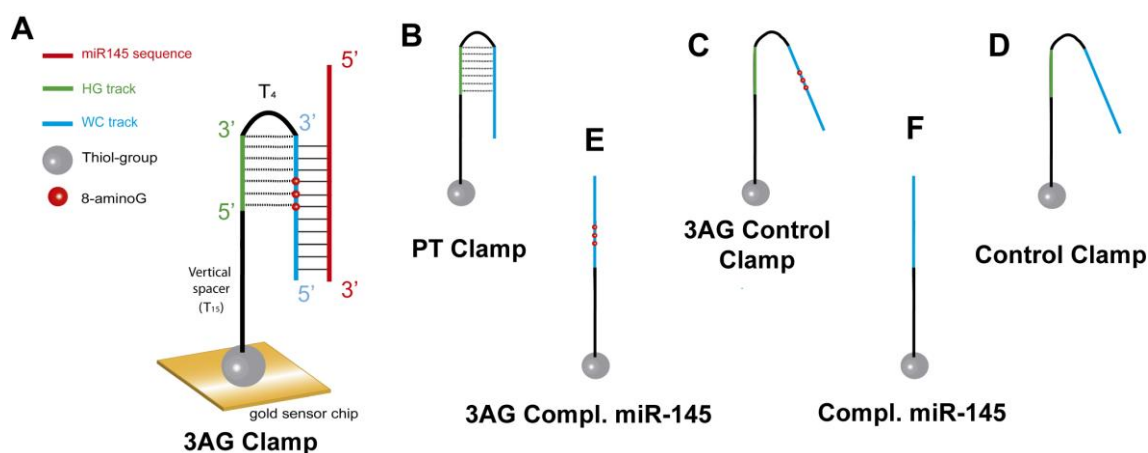 A
miR145 sequence
HG track
WC track
Thiol-group
8-aminoG
T₄
5'
3'
3'
5'
5'
3'
Vertical
spacer
(T₁₅)
gold sensor chip
3AG Clamp
B
PT Clamp
C
3AG Control
Clamp
D
Control Clamp
E
3AG Compl. miR-145
F
Compl. miR-145